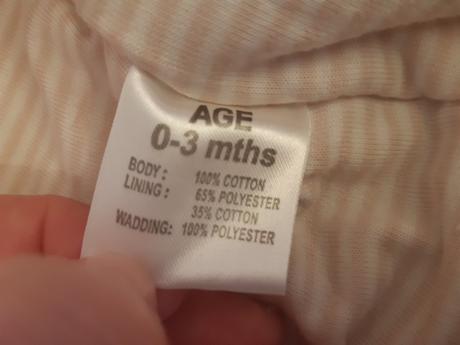 AGE
0-3 mths
BODY: 100% COTTON
LINING: 65% POLYESTER
35% COTTON
WADDING: 100% POLYESTER